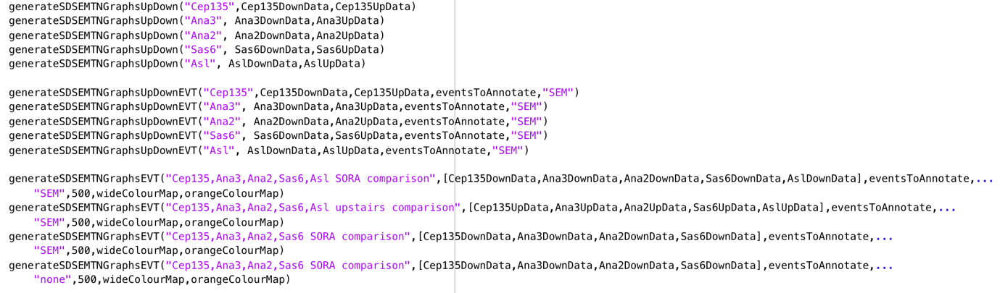 generateSDSEMTNGraphsUpDown("Cep135",Cep135DownData,Cep135UpData)
generateSDSEMTNGraphsUpDown("Ana3", Ana3DownData,Ana3UpData)
generateSDSEMTNGraphsUpDown("Ana2", Ana2DownData,Ana2UpData)
generateSDSEMTNGraphsUpDown("Sas6", Sas6DownData,Sas6UpData)
generateSDSEMTNGraphsUpDown("Asl", AslDownData,AslUpData)
generateSDSEMTNGraphsUpDownEVT("Cep135",Cep135DownData,Cep135UpData,eventsToAnnotate,"SEM")
generateSDSEMTNGraphsUpDownEVT("Ana3", Ana3DownData,Ana3UpData,eventsToAnnotate,"SEM")
generateSDSEMTNGraphsUpDownEVT("Ana2", Ana2DownData,Ana2UpData,eventsToAnnotate,"SEM")
generateSDSEMTNGraphsUpDownEVT("Sas6", Sas6DownData,Sas6UpData,eventsToAnnotate,"SEM")
generateSDSEMTNGraphsUpDownEVT("Asl", AslDownData,AslUpData,eventsToAnnotate,"SEM")
generateSDSEMTNGraphsEVT("Cep135,Ana3,Ana2,Sas6,Asl SORA comparison",[Cep135DownData,Ana3DownData,Ana2DownData,Sas6DownData,AslDownData],eventsToAnnotate,...
"SEM",500,wideColourMap,orangeColourMap)
generateSDSEMTNGraphsEVT("Cep135,Ana3,Ana2,Sas6,Asl upstairs comparison",[Cep135UpData,Ana3UpData,Ana2UpData,Sas6UpData,AslUpData],eventsToAnnotate,...
"SEM",500,wideColourMap,orangeColourMap)
generateSDSEMTNGraphsEVT("Cep135,Ana3,Ana2,Sas6 SORA comparison",[Cep135DownData,Ana3DownData,Ana2DownData,Sas6DownData],eventsToAnnotate,...
"SEM",500,wideColourMap,orangeColourMap)
generateSDSEMTNGraphsEVT("Cep135,Ana3,Ana2,Sas6 SORA comparison",[Cep135DownData,Ana3DownData,Ana2DownData,Sas6DownData],eventsToAnnotate,...
"none",500,wideColourMap,orangeColourMap)